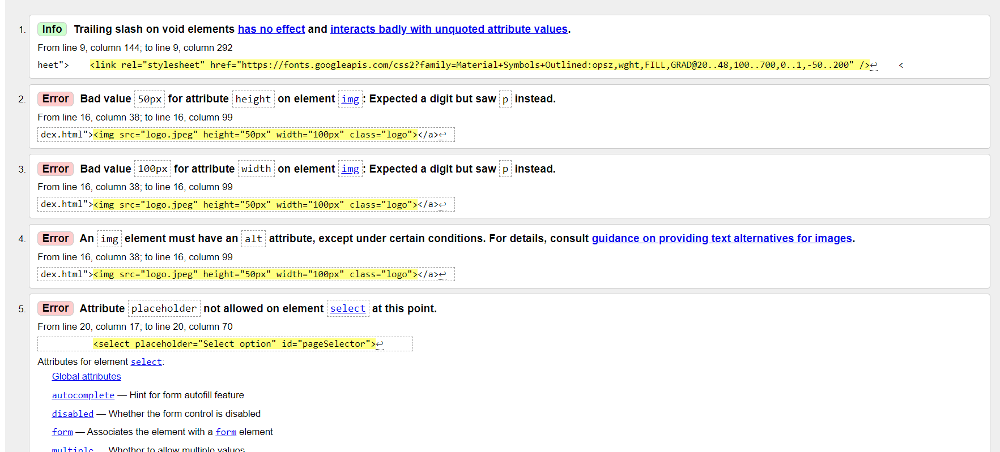 1. Info Trailing slash on void elements has no effect and interacts badly with unquoted attribute values.
From line 9, column 144; to line 9, column 292
heet">    <link rel="stylesheet" href="https://fonts.googleapis.com/css2?family=Material+Symbols+Outlined:opsz,wght,FILL,GRAD@20..48,100..700,0..1,-50..200" />↩    <
2. Error Bad value 50px for attribute height on element img: Expected a digit but saw p instead.
From line 16, column 38; to line 16, column 99
dex.html"><img src="logo.jpeg" height="50px" width="100px" class="logo"></a>↩
3. Error Bad value 100px for attribute width on element img: Expected a digit but saw p instead.
From line 16, column 38; to line 16, column 99
dex.html"><img src="logo.jpeg" height="50px" width="100px" class="logo"></a>↩
4. Error An img element must have an alt attribute, except under certain conditions. For details, consult guidance on providing text alternatives for images.
From line 16, column 38; to line 16, column 99
dex.html"><img src="logo.jpeg" height="50px" width="100px" class="logo"></a>↩
5. Error Attribute placeholder not allowed on element select at this point.
From line 20, column 17; to line 20, column 70
<select placeholder="Select option" id="pageSelector">↩
Attributes for element select:
Global attributes
autocomplete — Hint for form autofill feature
disabled — Whether the form control is disabled
form — Associates the element with a form element
multiple — Whether to allow multiple values